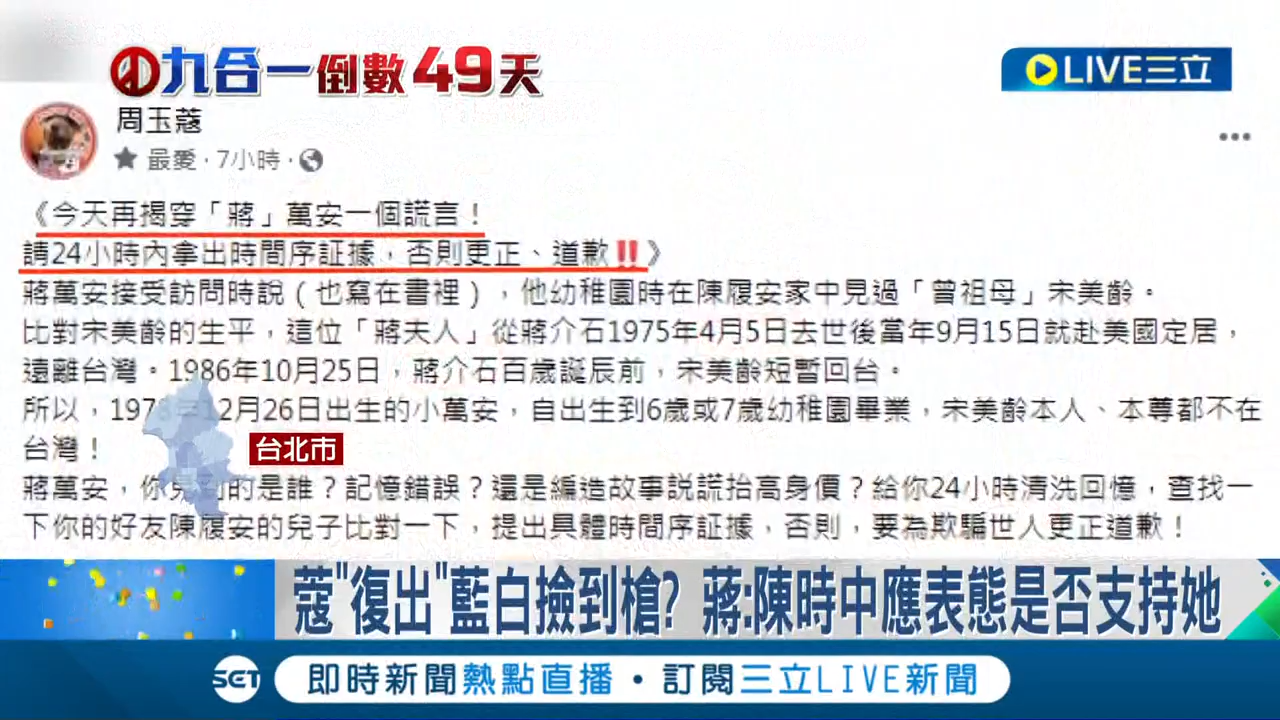 九合一倒數49天
LIVE三立
周玉蔻
最愛·7小時·
《今天再揭穿「蔣」萬安一個謊言！
請24小時內拿出時間序証據，否則更正、道歉‼️》
蔣萬安接受訪問時說（也寫在書裡），他幼稚園時在陳履安家中見過「曾祖母」宋美齡。
比對宋美齡的生平，這位「蔣夫人」從蔣介石1975年4月5日去世後當年9月15日就赴美國定居，
遠離台灣。1986年10月25日，蔣介石百歲誕辰前，宋美齡短暫回台。
所以，1978年12月26日出生的小萬安，自出生到6歲或7歲幼稚園畢業，宋美齡本人、本尊都不在
台灣！
台北市
蔣萬安，你見到的是誰？記憶錯誤？還是編造故事說謊抬高身價？給你24小時清洗回憶，查找一
下你的好友陳履安的兒子比對一下，提出具體時間序証據，否則，要為欺騙世人更正道歉！
蔻"復出"藍白撿到槍? 蔣:陳時中應表態是否支持她
SET 即時新聞熱點直播・訂閱三立LIVE新聞